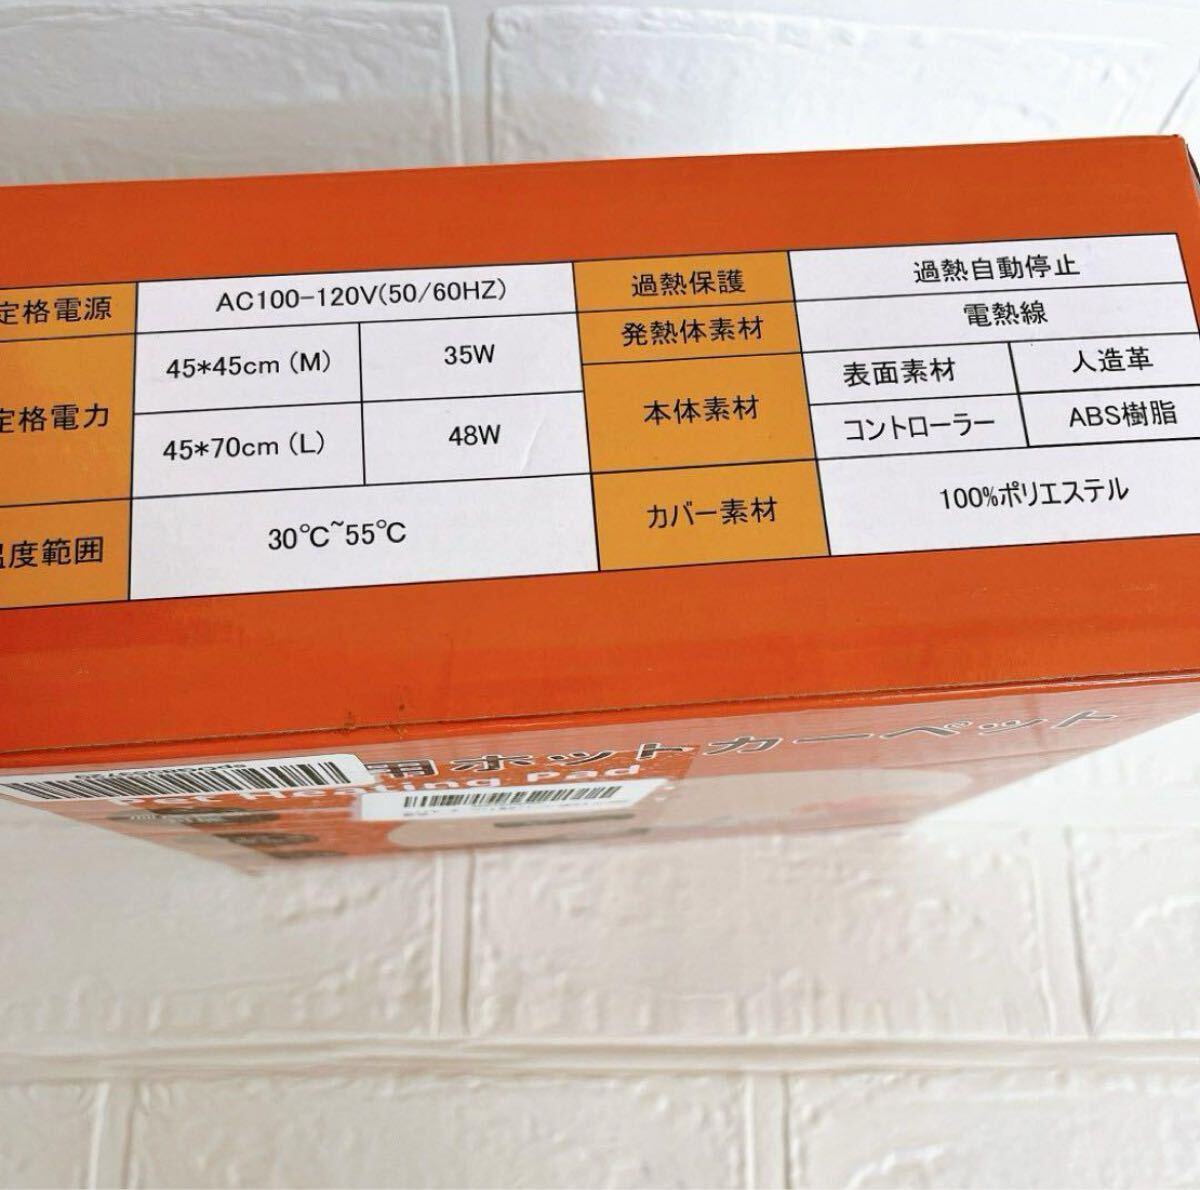 定格電源 AC100-120V(50/60HZ) 過熱保護 過熱自動停止
定格電力 45*45cm (M) 35W 発熱体素材 電熱線
45*70cm (L) 48W 本体素材 表面素材 人造革
コントローラー ABS樹脂
温度範囲 30℃~55℃ カバー素材 100%ポリエステル
用ホットカーペット
Pet Heating Pad